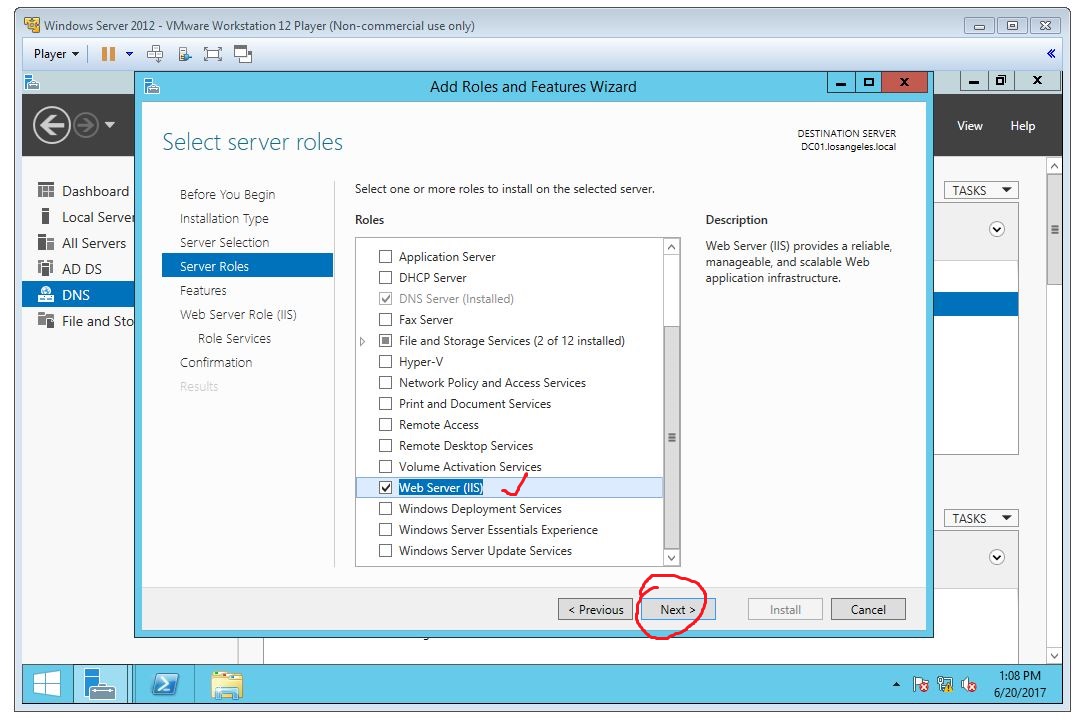 Windows Server 2012 - VMware Workstation 12 Player (Non-commercial use only)
Player
Add Roles and Features Wizard
View Help
Select server roles
DESTINATION SERVER
DC01.losangeles.local
Dashboard
Local Server
All Servers
AD DS
DNS
File and Sto
Before You Begin
Installation Type
Server Selection
Server Roles
Features
Web Server Role (IIS)
Role Services
Confirmation
Results
Select one or more roles to install on the selected server.
Roles
Application Server
DHCP Server
DNS Server (Installed)
Fax Server
File and Storage Services (2 of 12 installed)
Hyper-V
Network Policy and Access Services
Print and Document Services
Remote Access
Remote Desktop Services
Volume Activation Services
Web Server (IIS)
Windows Deployment Services
Windows Server Essentials Experience
Windows Server Update Services
Description
Web Server (IIS) provides a reliable,
manageable, and scalable Web
application infrastructure.
TASKS
TASKS
< Previous Next > Install Cancel
1:08 PM
6/20/2017